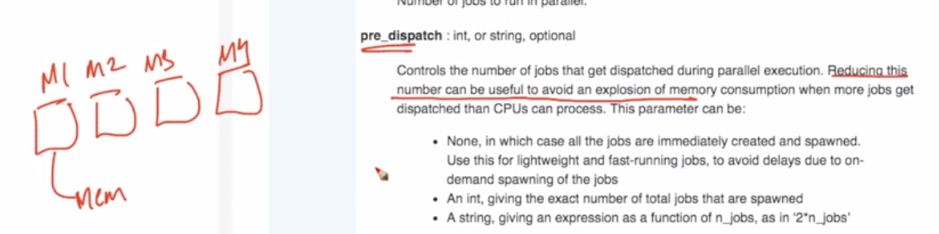 M1 M2 M3 M4
Mem
Number of jobs to run in parallel.
pre_dispatch : int, or string, optional
Controls the number of jobs that get dispatched during parallel execution. Reducing this
number can be useful to avoid an explosion of memory consumption when more jobs get
dispatched than CPUs can process. This parameter can be:
• None, in which case all the jobs are immediately created and spawned.
Use this for lightweight and fast-running jobs, to avoid delays due to on-
demand spawning of the jobs
• An int, giving the exact number of total jobs that are spawned
• A string, giving an expression as a function of n_jobs, as in '2*n_jobs'